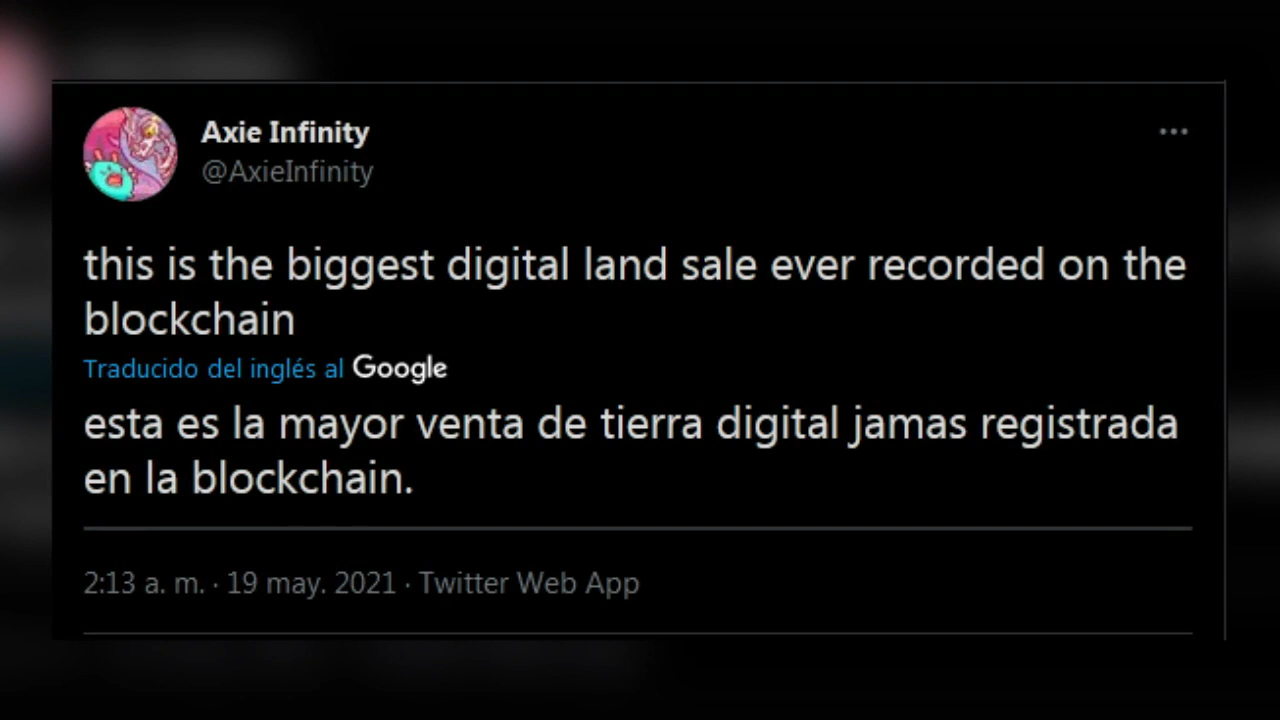 Axie Infinity
@AxieInfinity
this is the biggest digital land sale ever recorded on the
blockchain
Traducido del inglés al Google
esta es la mayor venta de tierra digital jamas registrada
en la blockchain.
2:13 a. m. · 19 may. 2021 · Twitter Web App